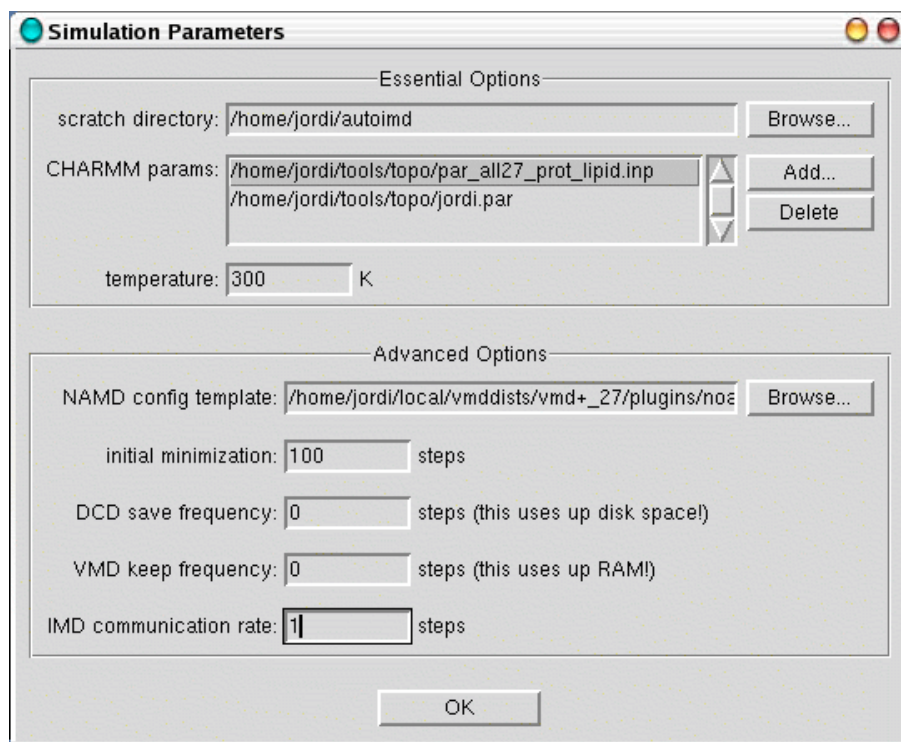 Simulation Parameters
Essential Options
scratch directory: /home/jordi/autoimd Browse...
CHARMM params: /home/jordi/tools/topo/par_all27_prot_lipid.inp Add...
/home/jordi/tools/topo/jordi.par Delete
temperature: 300 K
Advanced Options
NAMD config template: /home/jordi/local/vmddists/vmd+_27/plugins/noa Browse...
initial minimization: 100 steps
DCD save frequency: 0 steps (this uses up disk space!)
VMD keep frequency: 0 steps (this uses up RAM!)
IMD communication rate: 1 steps
OK